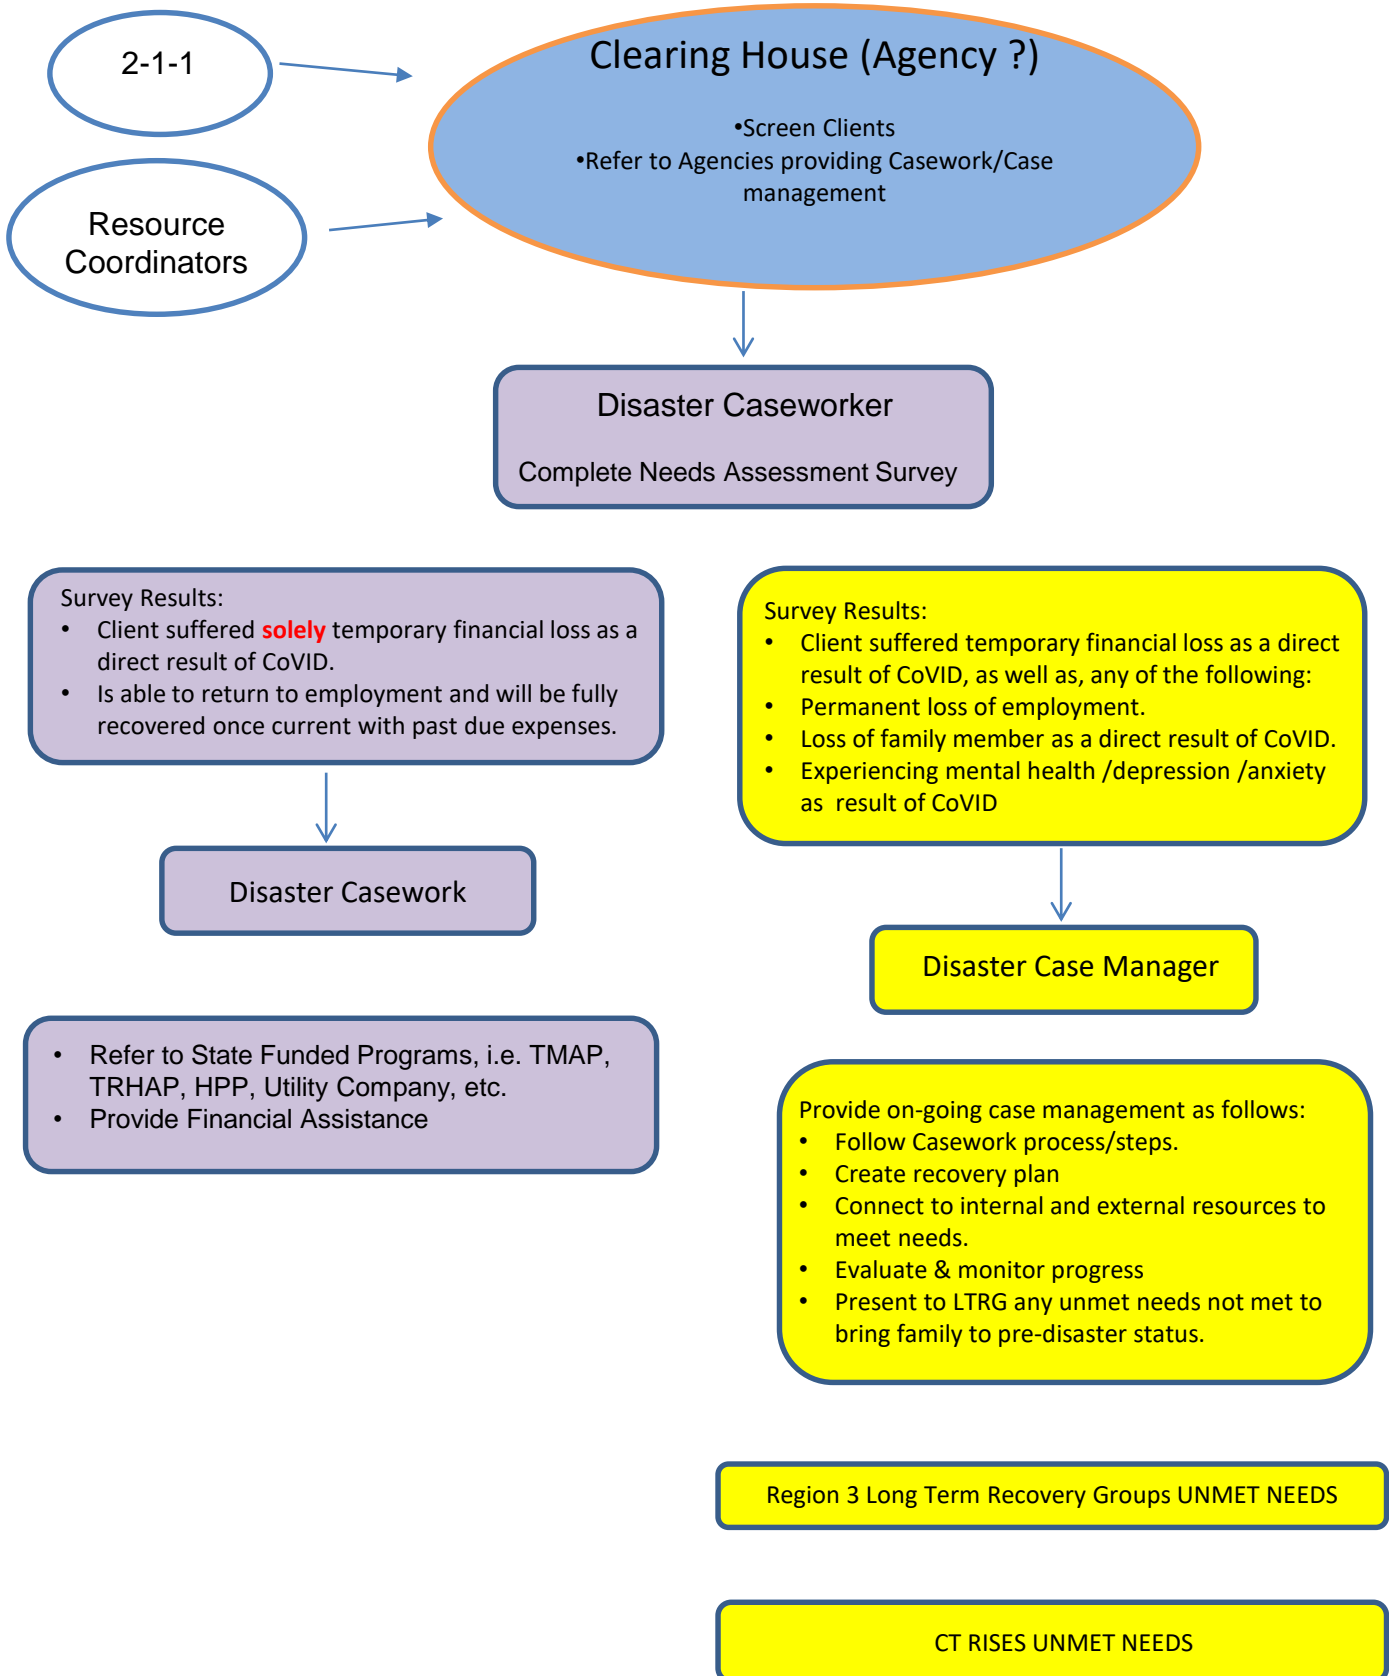 2-1-1
Clearing House (Agency ?)
•Screen Clients
•Refer to Agencies providing Casework/Case
management
Resource
Coordinators
Disaster Caseworker
Complete Needs Assessment Survey
Survey Results:
• Client suffered solely temporary financial loss as a
direct result of CoVID.
• Is able to return to employment and will be fully
recovered once current with past due expenses.
Disaster Casework
• Refer to State Funded Programs, i.e. TMAP,
TRHAP, HPP, Utility Company, etc.
• Provide Financial Assistance
Survey Results:
• Client suffered temporary financial loss as a direct
result of CoVID, as well as, any of the following:
• Permanent loss of employment.
• Loss of family member as a direct result of CoVID.
• Experiencing mental health /depression /anxiety
as result of CoVID
Disaster Case Manager
Provide on-going case management as follows:
• Follow Casework process/steps.
• Create recovery plan
• Connect to internal and external resources to
meet needs.
• Evaluate & monitor progress
• Present to LTRG any unmet needs not met to
bring family to pre-disaster status.
Region 3 Long Term Recovery Groups UNMET NEEDS
CT RISES UNMET NEEDS